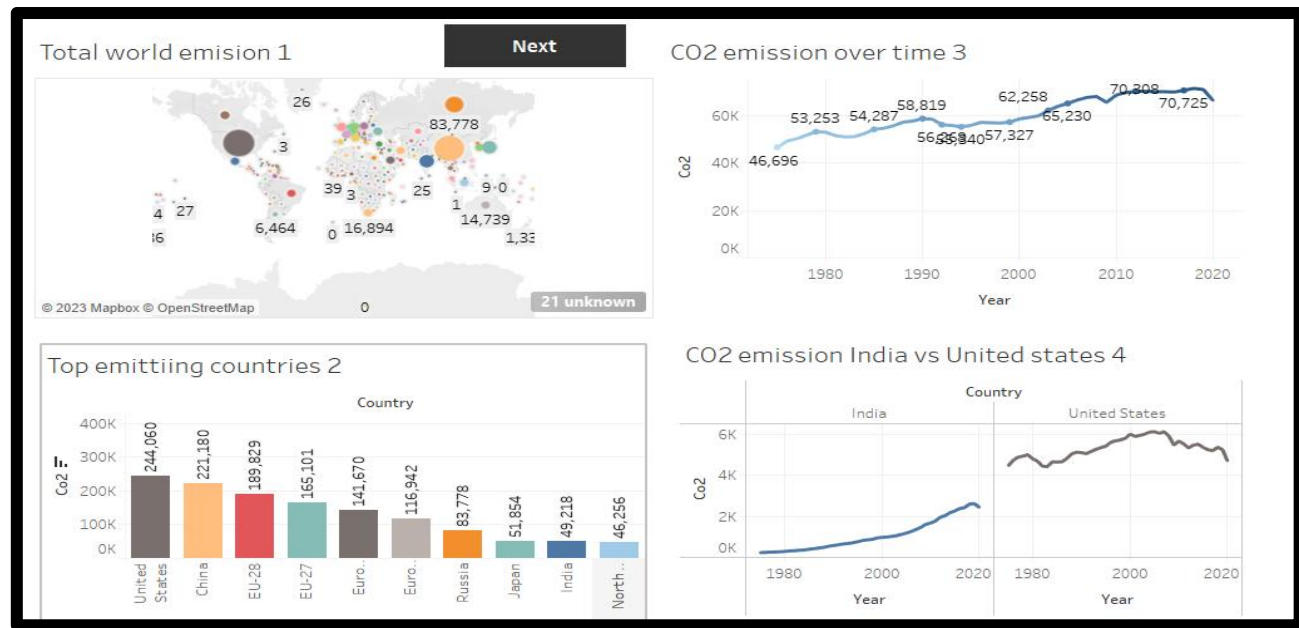 Total world emision 1
Next
26
83,778
3
39
3
25
9
0
4
27
1
14,739
6,464
0
16,894
1,33
36
© 2023 Mapbox © OpenStreetMap
0
21 unknown
CO2 emission over time 3
60K
40K
20K
0K
Co2
46,696
53,253
54,287
58,819
57,327
62,258
65,230
70,308
70,725
1980
1990
2000
2010
2020
Year
Top emittiing countries 2
Country
400K
300K
200K
100K
0K
Co2
244,060
221,180
189,829
165,101
141,670
116,942
83,778
51,854
49,218
46,256
United
States
China
EU-28
EU-27
Euro..
Euro..
Russia
Japan
India
North ..
CO2 emission India vs United states 4
Country
India
United States
6K
4K
2K
0K
Co2
1980
2000
2020
1980
2000
2020
Year
Year